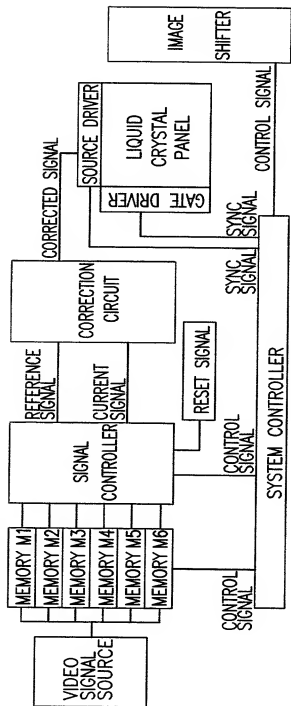 VIDEO
SIGNAL
SOURCE
MEMORY M1
MEMORY M2
MEMORY M3
MEMORY M4
MEMORY M5
MEMORY M6
SIGNAL
CONTROLLER
REFERENCE
SIGNAL
CURRENT
SIGNAL
CORRECTION
CIRCUIT
CORRECTED SIGNAL
SOURCE DRIVER
LIQUID
CRYSTAL
PANEL
GATE DRIVER
IMAGE
SHIFTER
RESET SIGNAL
CONTROL
SIGNAL
CONTROL
SIGNAL
SYNC
SIGNAL
SYNC
SIGNAL
CONTROL SIGNAL
SYSTEM CONTROLLER